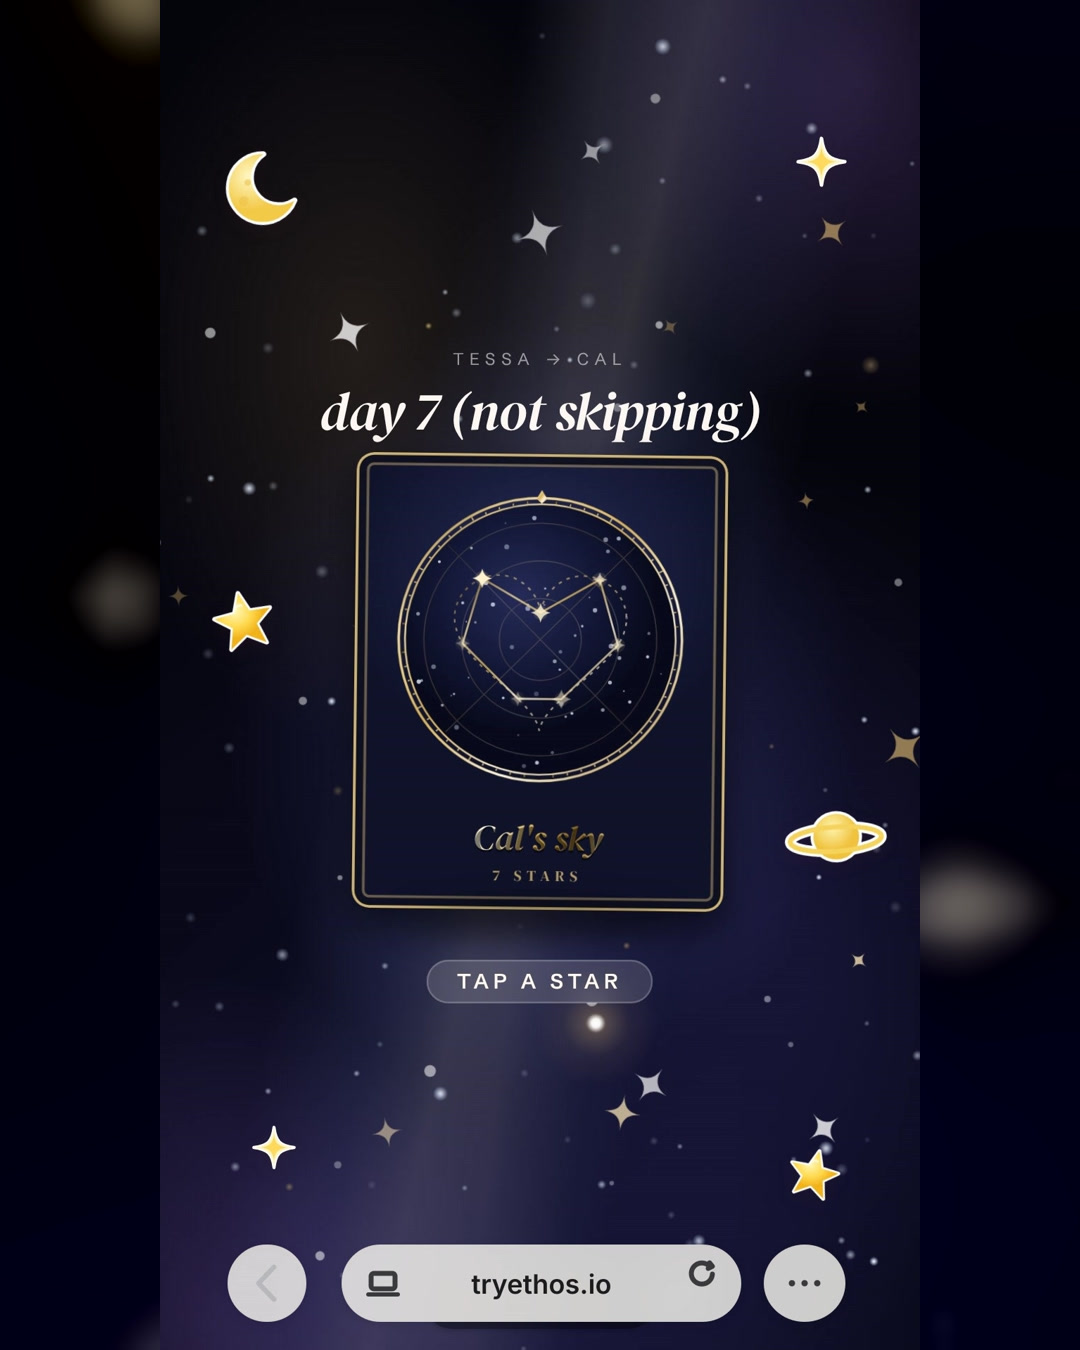 TESSA → CAL
day 7 (not skipping)
Cal's sky
7 STARS
TAP A STAR
tryethos.io